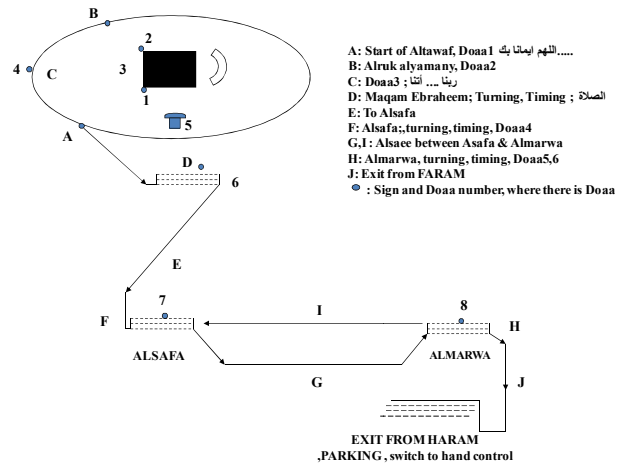 B
2
4
C
3
1
5
A
D
6
E
7
F
ALSAFA
I
8
H
ALMARWA
G
J
EXIT FROM HARAM
,PARKING , switch to hand control
A: Start of Altawaf, Doaa1 اللهم ايمانا بك.....
B: Alruk alyamany, Doaa2
C: Doaa3 ; ربنا .... أتنا
D: Maqam Ebraheem; Turning, Timing ; الصلاة
E: To Alsafa
F: Alsafa;,turning,timing, Doaa4
G,I : Alsaee between Asafa & Almarwa
H: Almarwa, turning, timing, Doaa5,6
J: Exit from FARAM
: Sign and Doaa number, where there is Doaa